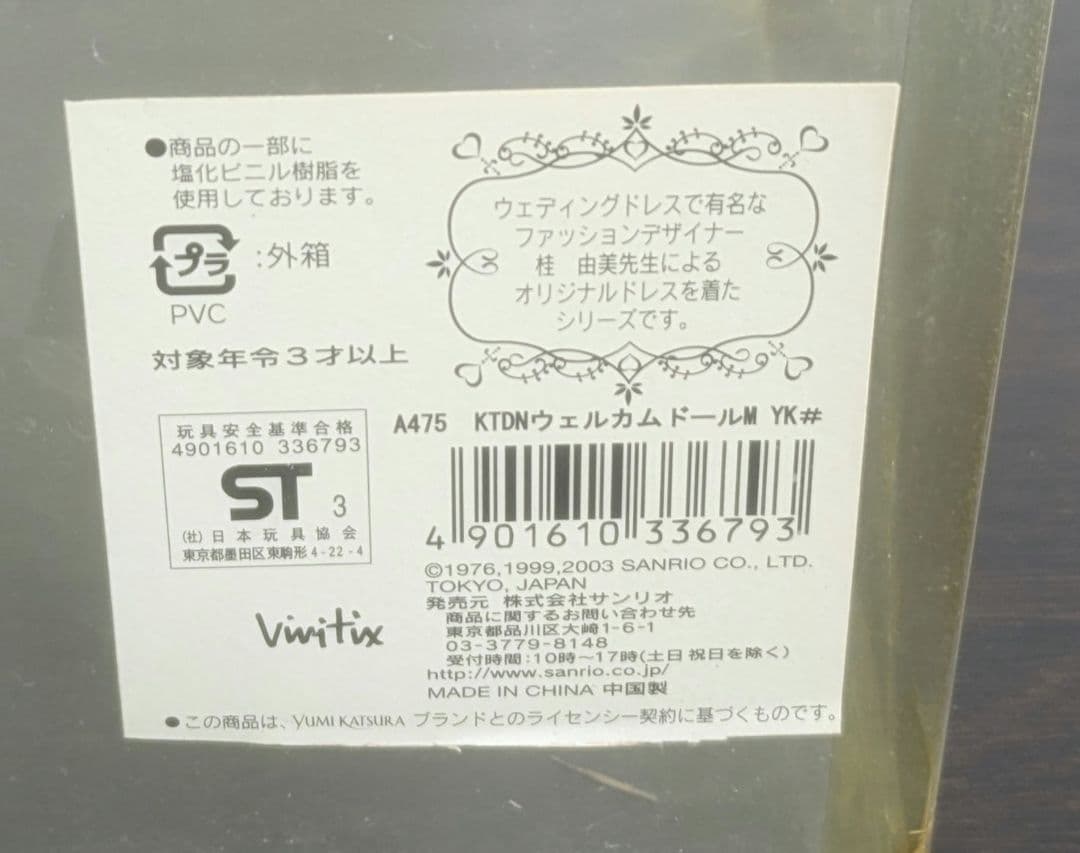 ●商品の一部に
塩化ビニル樹脂を
使用しております。
プラ :外箱
PVC
対象年令3才以上
ウェディングドレスで有名な
ファッションデザイナー
桂 由美先生による
オリジナルドレスを着た
シリーズです。
玩具安全基準合格
4901610 336793
ST 3
(社)日本玩具協会
東京都墨田区東駒形4-22-4
Vivitix
A475 KTDNウェルカムドールM YK#
4 901610 336793
©1976,1999,2003 SANRIO CO., LTD.
TOKYO, JAPAN
発売元 株式会社サンリオ
商品に関するお問い合わせ先
東京都品川区大崎1-6-1
03-3779-8148
受付時間:10時〜17時(土日祝日を除く)
http://www.sanrio.co.jp/
MADE IN CHINA 中国製
●この商品は、YUMI KATSURA ブランドとのライセンシー契約に基づくものです。